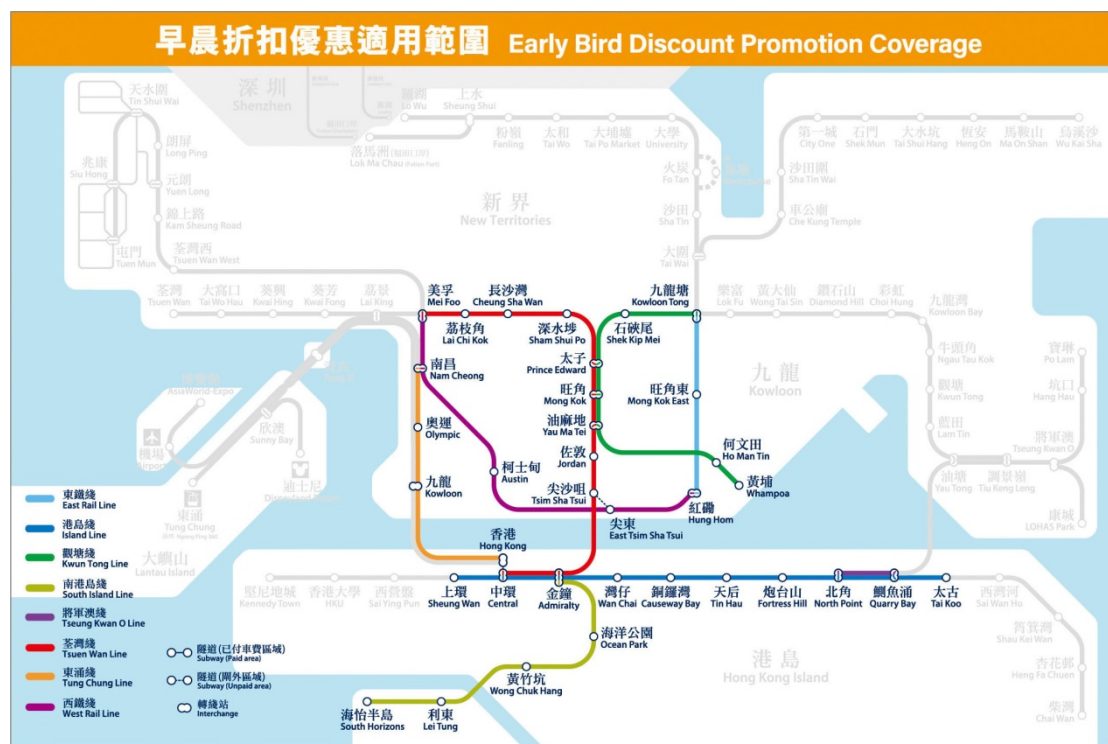 早晨折扣優惠適用範圍 Early Bird Discount Promotion Coverage
天水圍
Tin Shui Wai
深圳
Shenzhen
羅湖
Lo Wu
上水
Sheung Shui
朗屏
Long Ping
落馬洲(福田口岸)
Lok Ma Chau (Futian Port)
粉嶺
Fanling
太和
Tai Wo
大埔墟
Tai Po Market
大學
University
第一城
City One
石門
Shek Mun
大水坑
Tai Shui Hang
恆安
Heng On
馬鞍山
Ma On Shan
烏溪沙
Wu Kai Sha
兆康
Siu Hong
元朗
Yuen Long
火炭
Fo Tan
沙田圍
Sha Tin Wai
新界
New Territories
錦上路
Kam Sheung Road
沙田
Sha Tin
車公廟
Che Kung Temple
屯門
Tuen Mun
荃灣西
Tsuen Wan West
大圍
Tai Wai
荃灣
Tsuen Wan
大窩口
Tai Wo Hau
葵興
Kwai Hing
葵芳
Kwai Fong
荔景
Lai King
美孚
Mei Foo
長沙灣
Cheung Sha Wan
九龍塘
Kowloon Tong
樂富
Lok Fu
黃大仙
Wong Tai Sin
鑽石山
Diamond Hill
彩虹
Choi Hung
九龍灣
Kowloon Bay
荔枝角
Lai Chi Kok
深水埗
Sham Shui Po
石硤尾
Shek Kip Mei
牛頭角
Ngau Tau Kok
寶琳
Po Lam
南昌
Nam Cheong
太子
Prince Edward
九龍
Kowloon
觀塘
Kwun Tong
坑口
Hang Hau
AsiaWorld Expo
旺角
Mong Kok
旺角東
Mong Kok East
欣澳
Sunny Bay
奧運
Olympic
油麻地
Yau Ma Tei
藍田
Lam Tin
將軍澳
Tseung Kwan O
機場
Airport
佐敦
Jordan
何文田
Ho Man Tin
迪士尼
Disneyland Resort
柯士甸
Austin
油塘
Yau Tong
調景嶺
Tiu Keng Leng
九龍
Kowloon
尖沙咀
Tsim Sha Tsui
黃埔
Whampoa
東涌
Tung Chung
紅磡
Hung Hom
康城
LOHAS Park
尖東
East Tsim Sha Tsui
大嶼山
Lantau Island
香港
Hong Kong
堅尼地城
Kennedy Town
香港大學
HKU
西營盤
Sai Ying Pun
上環
Sheung Wan
中環
Central
金鐘
Admiralty
灣仔
Wan Chai
銅鑼灣
Causeway Bay
天后
Tin Hau
炮台山
Fortress Hill
北角
North Point
鰂魚涌
Quarry Bay
太古
Tai Koo
西灣河
Sai Wan Ho
筲箕灣
Shau Kei Wan
海洋公園
Ocean Park
港島
Hong Kong Island
杏花邨
Heng Fa Chuen
黃竹坑
Wong Chuk Hang
柴灣
Chai Wan
海怡半島
South Horizons
利東
Lei Tung
東鐵綫
East Rail Line
港島綫
Island Line
觀塘綫
Kwun Tong Line
南港島綫
South Island Line
將軍澳綫
Tseung Kwan O Line
荃灣綫
Tsuen Wan Line
東涌綫
Tung Chung Line
西鐵綫
West Rail Line
隧道(已付車費區域)
Subway (Paid area)
隧道(閘外區域)
Subway (Unpaid area)
轉綫站
Interchange